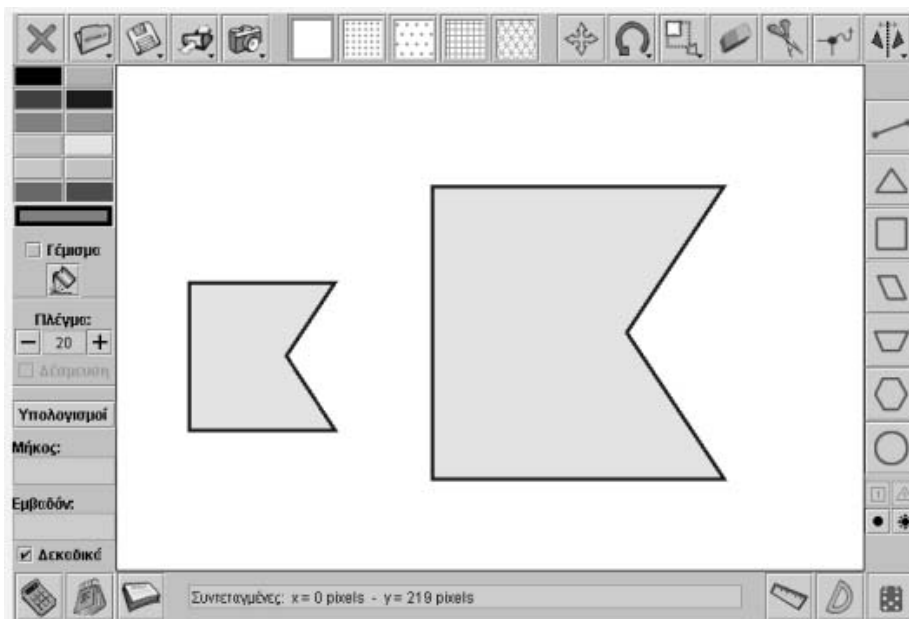 Γέμισμα
Πλέγμα:
20
Δέσμευση
Υπολογισμοί
Μήκος:
Εμβαδόν:
Δεκαδικά
Συντεταγμένες: x = 0 pixels - y = 219 pixels